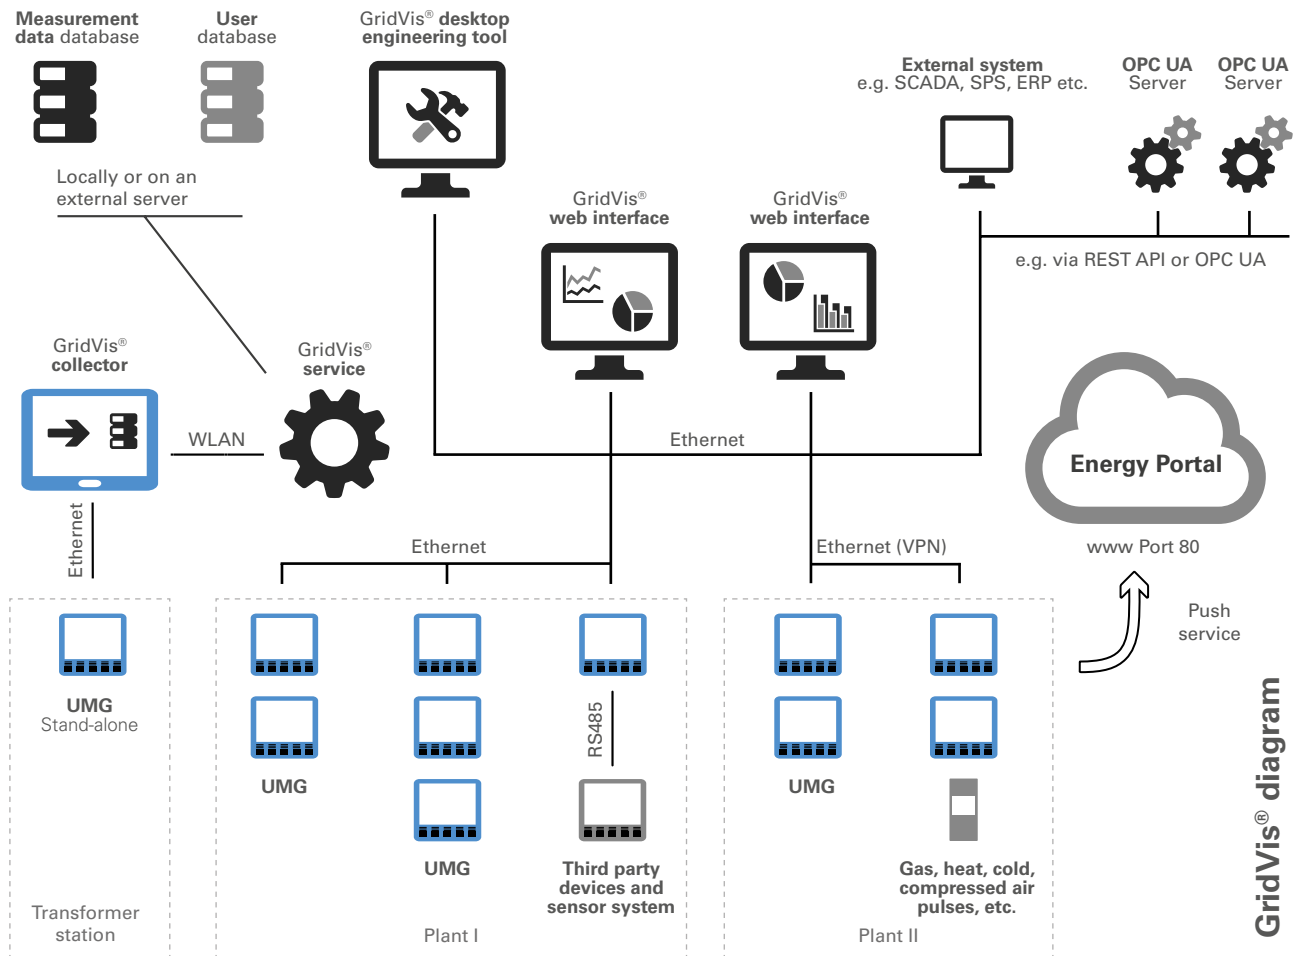 Measurement
data database
User
database
GridVis® desktop
engineering tool
External system
e.g. SCADA, SPS, ERP etc.
OPC UA
Server
OPC UA
Server
Locally or on an
external server
GridVis®
web interface
GridVis®
web interface
e.g. via REST API or OPC UA
GridVis®
collector
GridVis®
service
WLAN
Ethernet
Energy Portal
Ethernet
Ethernet
Ethernet (VPN)
www Port 80
Push
service
UMG
Stand-alone
RS485
UMG
UMG
UMG
Third party
devices and
sensor system
Gas, heat, cold,
compressed air
pulses, etc.
Transformer
station
Plant I
Plant II
GridVis® diagram